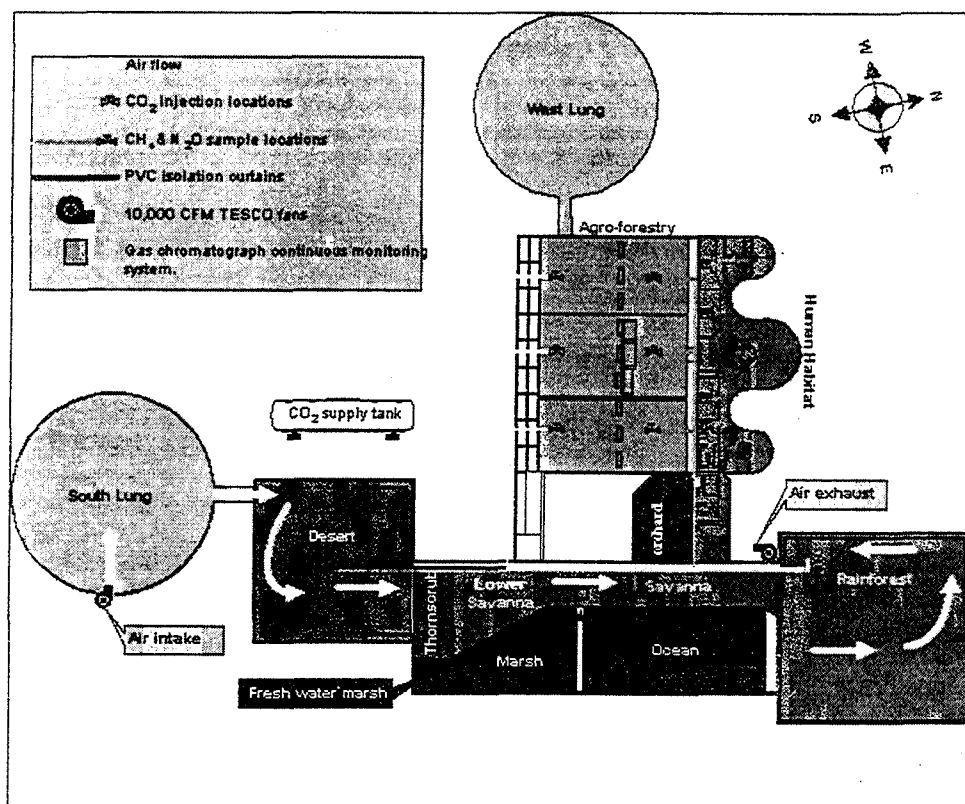 Air flow
CO2 Injection locations
CH4 & N2O sample locations
PVC isolation curtains
10,000 CFM TESCO fans
Gas chromatograph continuous monitoring
system.
West Lung
W
N
S
E
Agro-forestry
Human Habitat
CO2 supply tank
South Lung
Desert
orchard
Air exhaust
Rainforest
Thornscrub
Lower
Savanna
Savanna
Air intake
Marsh
Ocean
Fresh water marsh